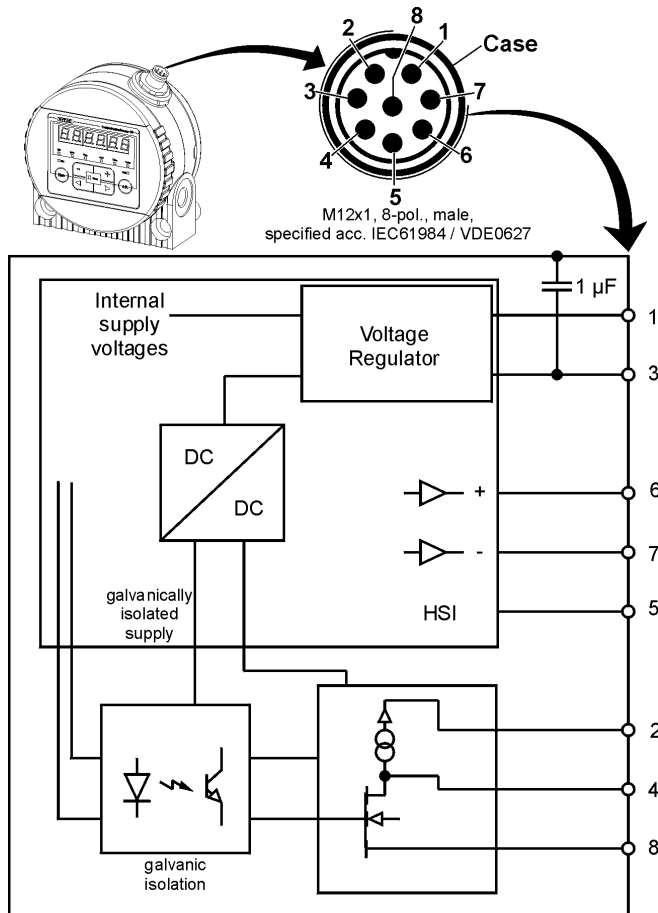 8
2
1
Case
3
7
4
6
5
M12x1, 8-pol., male,
specified acc. IEC61984 / VDE0627
1 µF
Internal
supply
voltages
Voltage
Regulator
1
3
DC
DC
+
6
-
7
galvanically
isolated
supply
HSI
5
2
4
8
galvanic
isolation